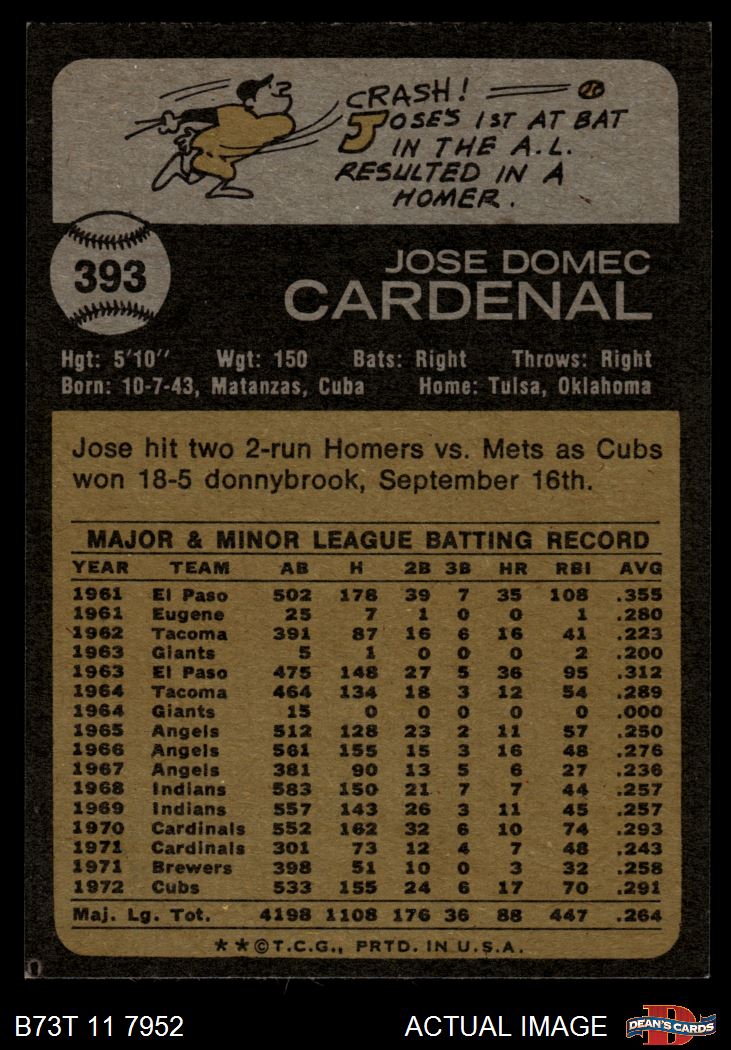 CRASH!
JOSE'S 1ST AT BAT
IN THE A.L.
RESULTED IN A
HOMER.
393
JOSE DOMEC
CARDENAL
Hgt: 5'10" Wgt: 150 Bats: Right Throws: Right
Born: 10-7-43, Matanzas, Cuba Home: Tulsa, Oklahoma
Jose hit two 2-run Homers vs. Mets as Cubs
won 18-5 donnybrook, September 16th.
MAJOR & MINOR LEAGUE BATTING RECORD
YEAR TEAM AB H 2B 3B HR RBI AVG
1961 El Paso 502 178 39 7 35 108 .355
1961 Eugene 25 7 1 0 0 1 .280
1962 Tacoma 391 87 16 6 16 41 .223
1963 Giants 5 1 0 0 0 2 .200
1963 El Paso 475 148 27 5 36 95 .312
1964 Tacoma 464 134 18 3 12 54 .289
1964 Giants 15 0 0 0 0 0 .000
1965 Angels 512 128 23 2 11 57 .250
1966 Angels 561 155 15 3 16 48 .276
1967 Angels 381 90 13 5 6 27 .236
1968 Indians 583 150 21 7 7 44 .257
1969 Indians 557 143 26 3 11 45 .257
1970 Cardinals 552 162 32 6 10 74 .293
1971 Cardinals 301 73 12 4 7 48 .243
1971 Brewers 398 51 10 0 3 32 .258
1972 Cubs 533 155 24 6 17 70 .291
Maj. Lg. Tot. 4198 1108 176 36 88 447 .264
**©T.C.G., PRTD. IN U.S.A.
B73T 11 7952 ACTUAL IMAGE D DEAN'S CARDS